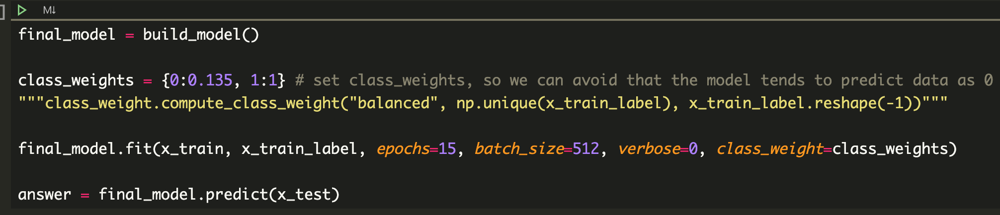 M↓
final_model = build_model()
class_weights = {0:0.135, 1:1} # set class_weights, so we can avoid that the model tends to predict data as 0
"""class_weight.compute_class_weight("balanced", np.unique(x_train_label), x_train_label.reshape(-1))"""
final_model.fit(x_train, x_train_label, epochs=15, batch_size=512, verbose=0, class_weight=class_weights)
answer = final_model.predict(x_test)